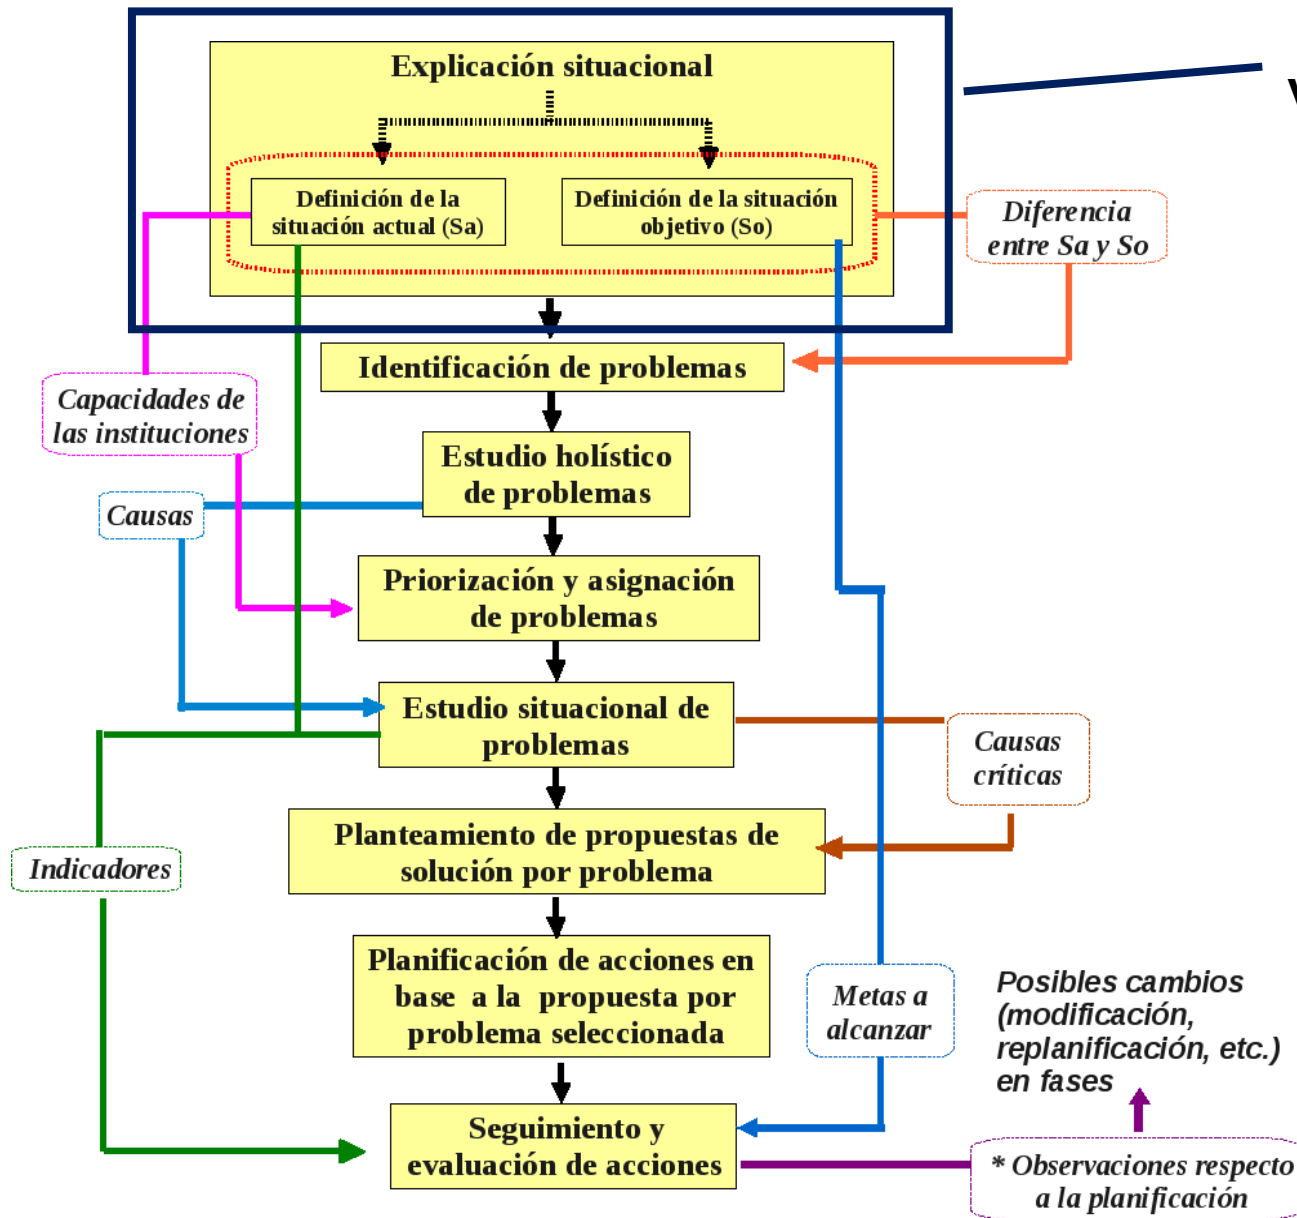 Explicación situacional
Definición de la
situación actual (Sa)
Definición de la situación
objetivo (So)
Diferencia
entre Sa y So
Identificación de problemas
Capacidades de
las instituciones
Estudio holístico
de problemas
Causas
Priorización y asignación
de problemas
Estudio situacional de
problemas
Causas
críticas
Planteamiento de propuestas de
solución por problema
Indicadores
Planificación de acciones en
base a la propuesta por
problema seleccionada
Metas a
alcanzar
Posibles cambios
(modificación,
replanificación, etc.)
en fases
Seguimiento y
evaluación de acciones
* Observaciones respecto
a la planificación